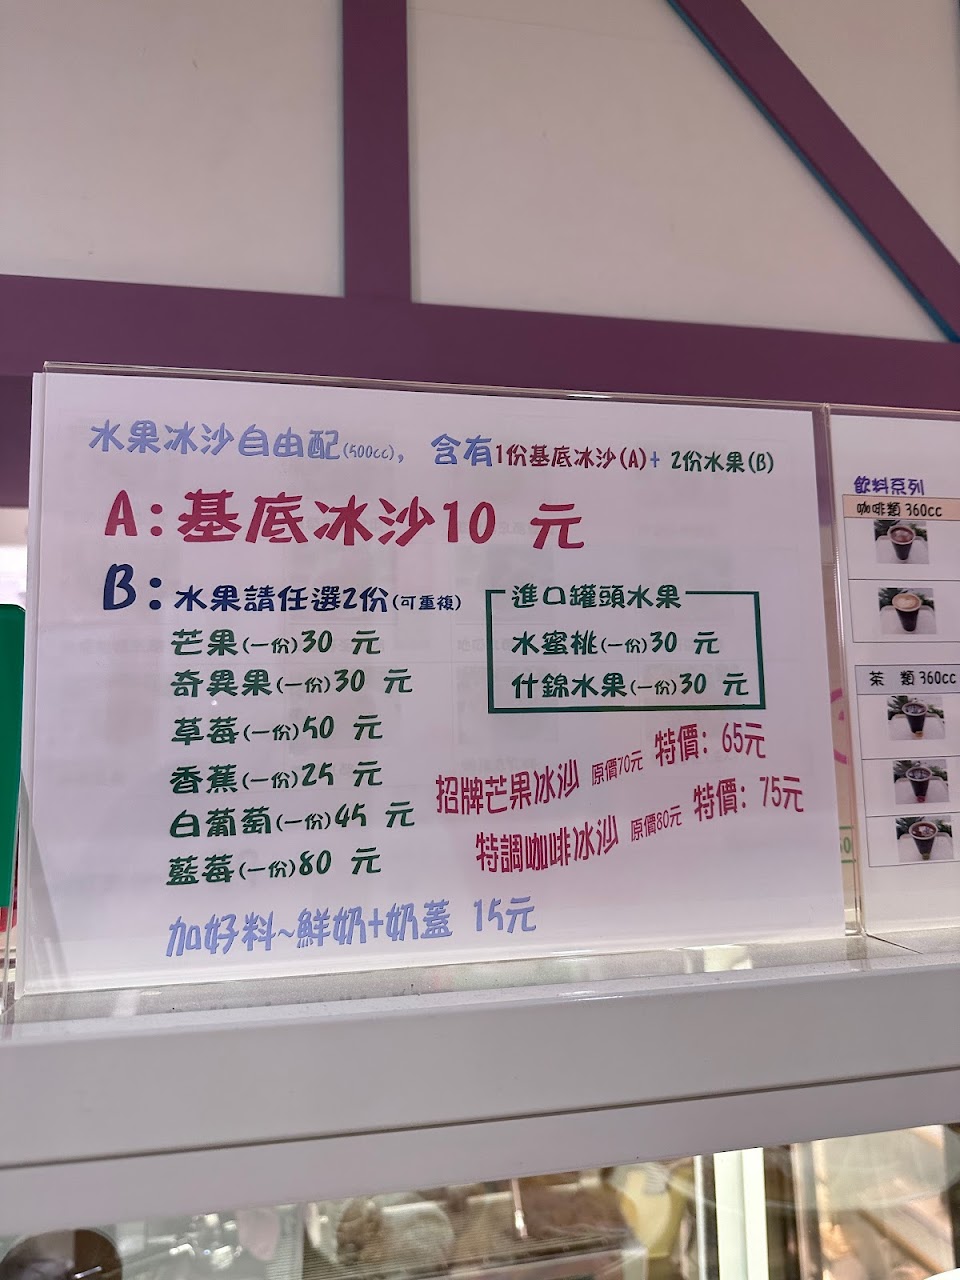 水果冰沙自由配(500cc)，含有1份基底冰沙(A)+ 2份水果(B)
A:基底冰沙10 元
B:水果請任選2份(可重複)
芒果(一份)30 元
奇異果(一份)30 元
草莓(一份)50 元
香蕉(一份)25 元
白葡萄(一份)45 元
藍莓(一份)80 元
進口罐頭水果
水蜜桃(一份)30 元
什錦水果(一份)30 元
招牌芒果冰沙 原價70元 特價：65元
特調咖啡冰沙 原價80元 特價：75元
加好料~鮮奶+奶蓋 15元
飲料系列
咖啡類 360cc
茶 類 360cc